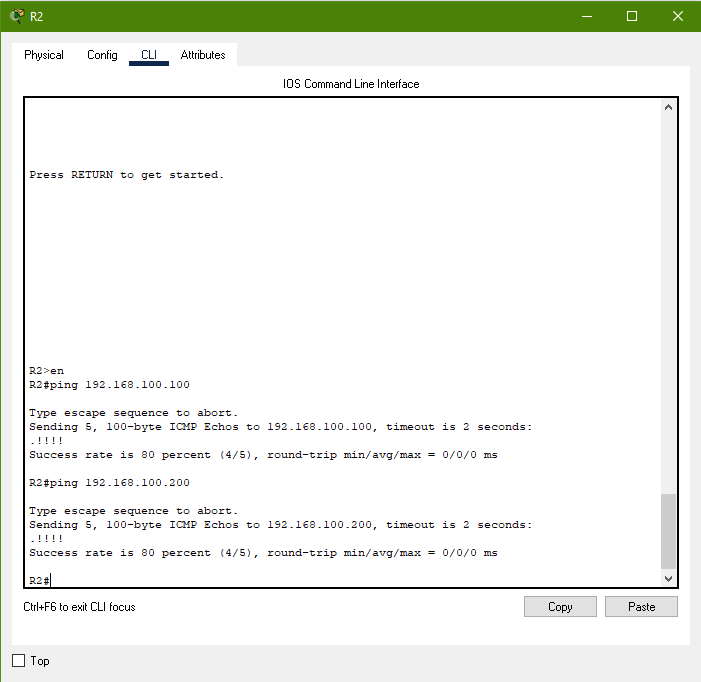 R2
Physical Config CLI Attributes
IOS Command Line Interface
Press RETURN to get started.
R2>en
R2#ping 192.168.100.100
Type escape sequence to abort.
Sending 5, 100-byte ICMP Echos to 192.168.100.100, timeout is 2 seconds:
.!!!!
Success rate is 80 percent (4/5), round-trip min/avg/max = 0/0/0 ms
R2#ping 192.168.100.200
Type escape sequence to abort.
Sending 5, 100-byte ICMP Echos to 192.168.100.200, timeout is 2 seconds:
.!!!!
Success rate is 80 percent (4/5), round-trip min/avg/max = 0/0/0 ms
R2#
Ctrl+F6 to exit CLI focus
Copy Paste
Top